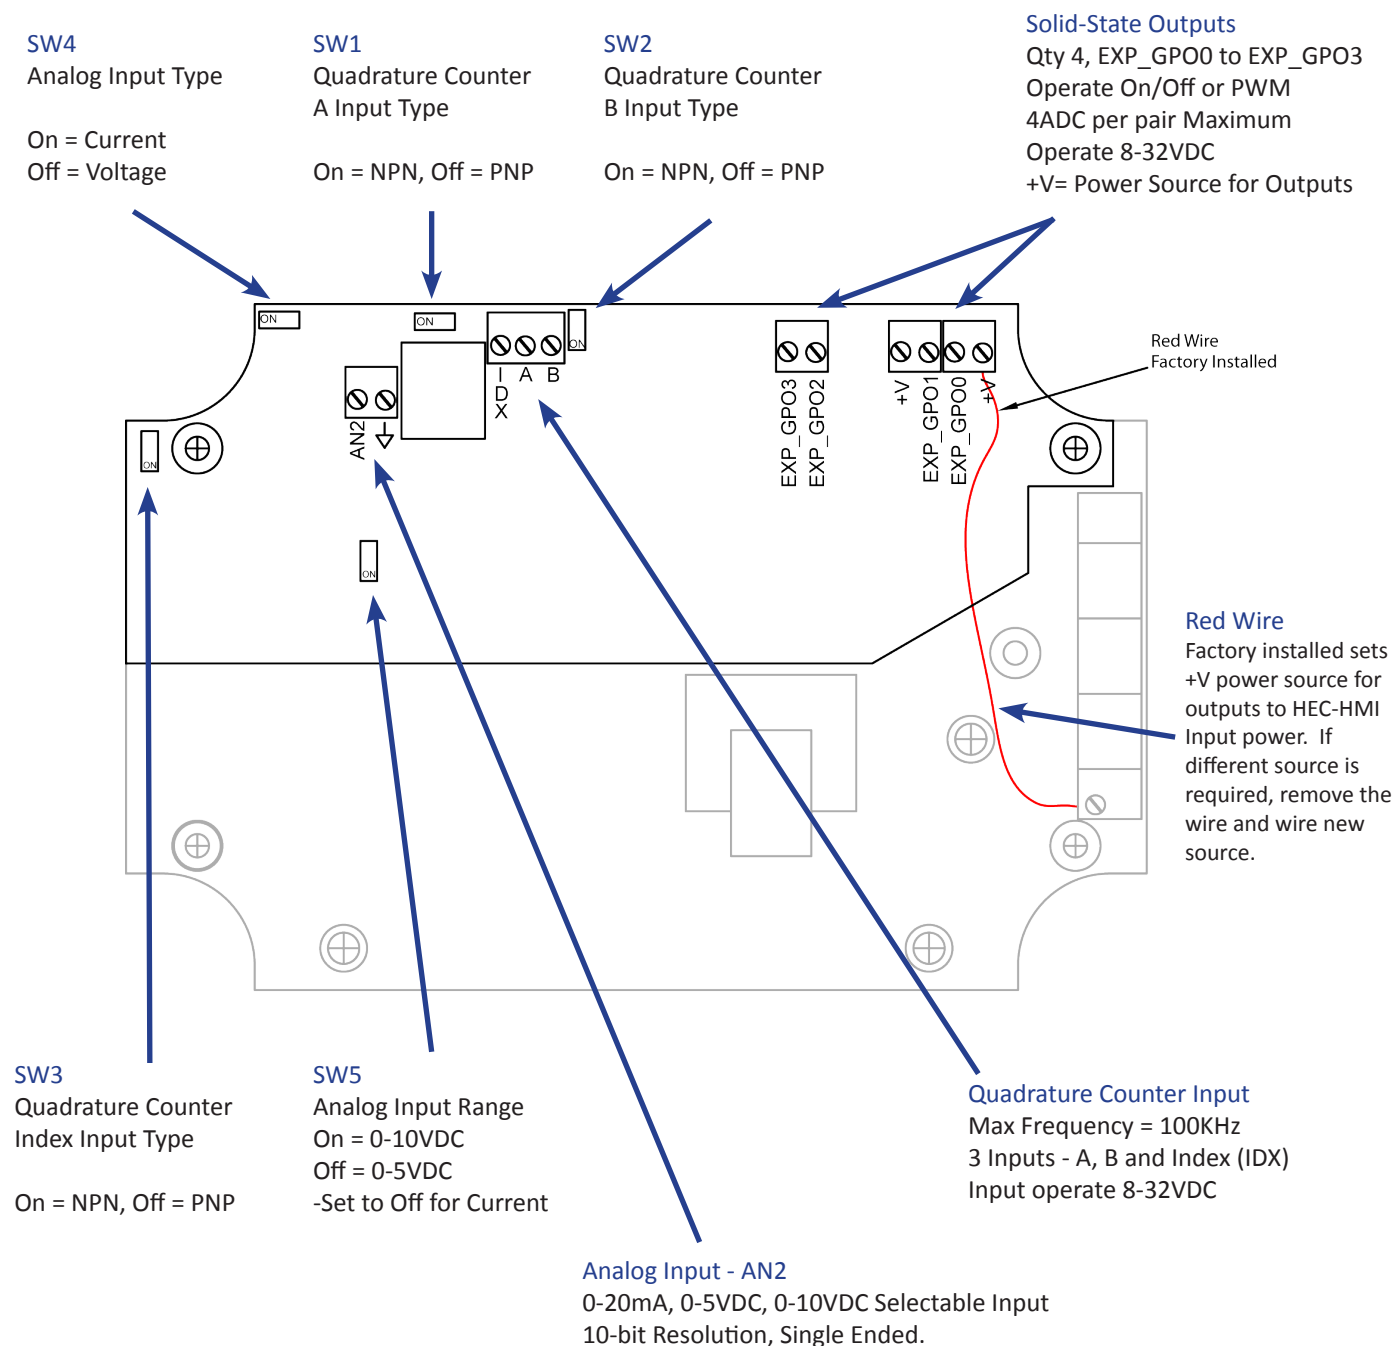 SW4
Analog Input Type
On = Current
Off = Voltage
SW1
Quadrature Counter
A Input Type
On = NPN, Off = PNP
SW2
Quadrature Counter
B Input Type
On = NPN, Off = PNP
Solid-State Outputs
Qty 4, EXP_GPO0 to EXP_GPO3
Operate On/Off or PWM
4ADC per pair Maximum
Operate 8-32VDC
+V= Power Source for Outputs
ON
ON
ON
IDX
A
B
AN2
ON
ON
EXP_GPO3
EXP_GPO2
+V
EXP_GPO1
EXP_GPO0
+V
Red Wire
Factory Installed
Red Wire
Factory installed sets
+V power source for
outputs to HEC-HMI
Input power.  If
different source is
required, remove the
wire and wire new
source.
SW3
Quadrature Counter
Index Input Type
On = NPN, Off = PNP
SW5
Analog Input Range
On = 0-10VDC
Off = 0-5VDC
-Set to Off for Current
Quadrature Counter Input
Max Frequency = 100KHz
3 Inputs - A, B and Index (IDX)
Input operate 8-32VDC
Analog Input - AN2
0-20mA, 0-5VDC, 0-10VDC Selectable Input
10-bit Resolution, Single Ended.